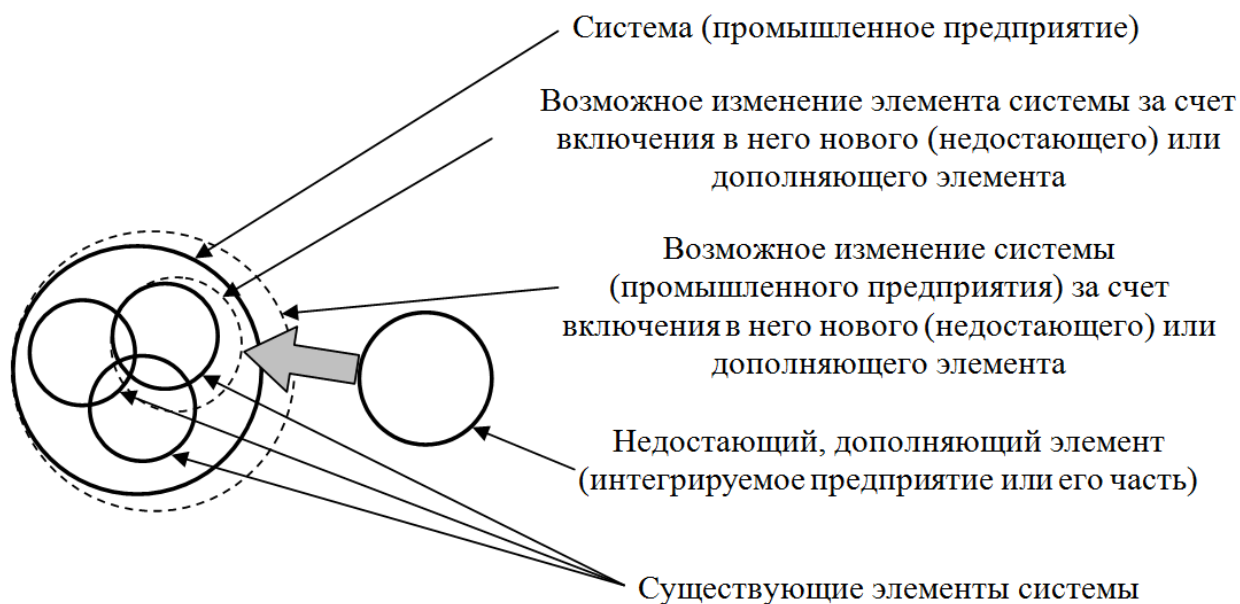 Система (промышленное предприятие)
Возможное изменение элемента системы за счет
включения в него нового (недостающего) или
дополняющего элемента
Возможное изменение системы
(промышленного предприятия) за счет
включения в него нового (недостающего) или
дополняющего элемента
Недостающий, дополняющий элемент
(интегрируемое предприятие или его часть)
Существующие элементы системы